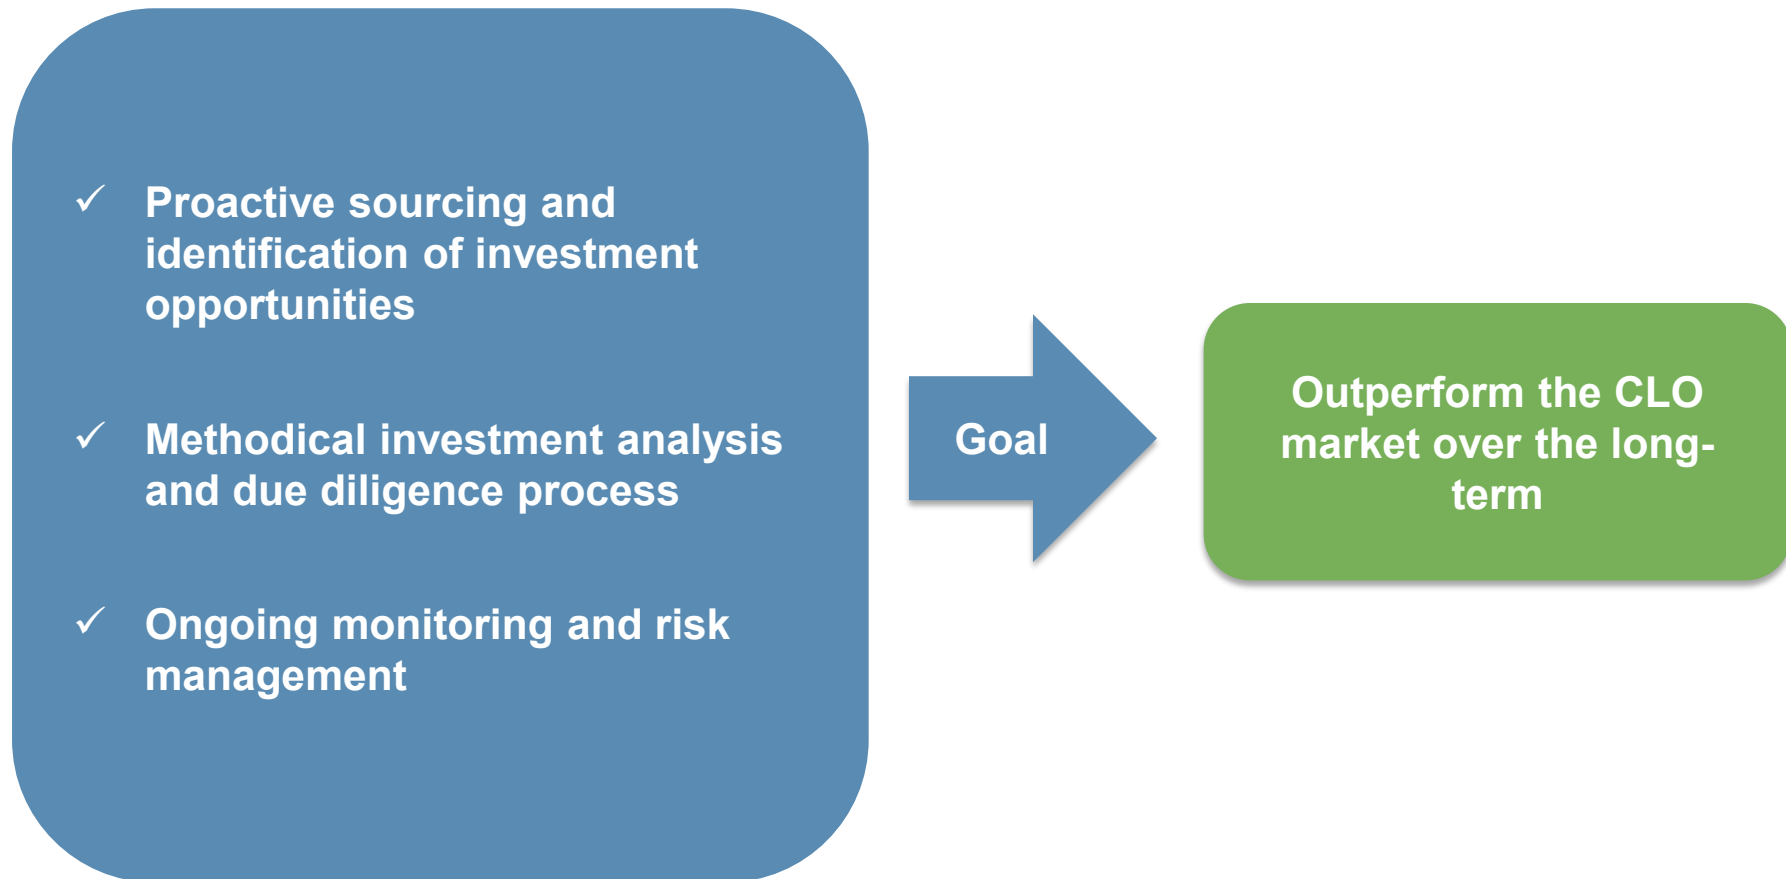 ✓ Proactive sourcing and
identification of investment
opportunities
✓ Methodical investment analysis
and due diligence process
✓ Ongoing monitoring and risk
management
Goal
Outperform the CLO
market over the long-
term